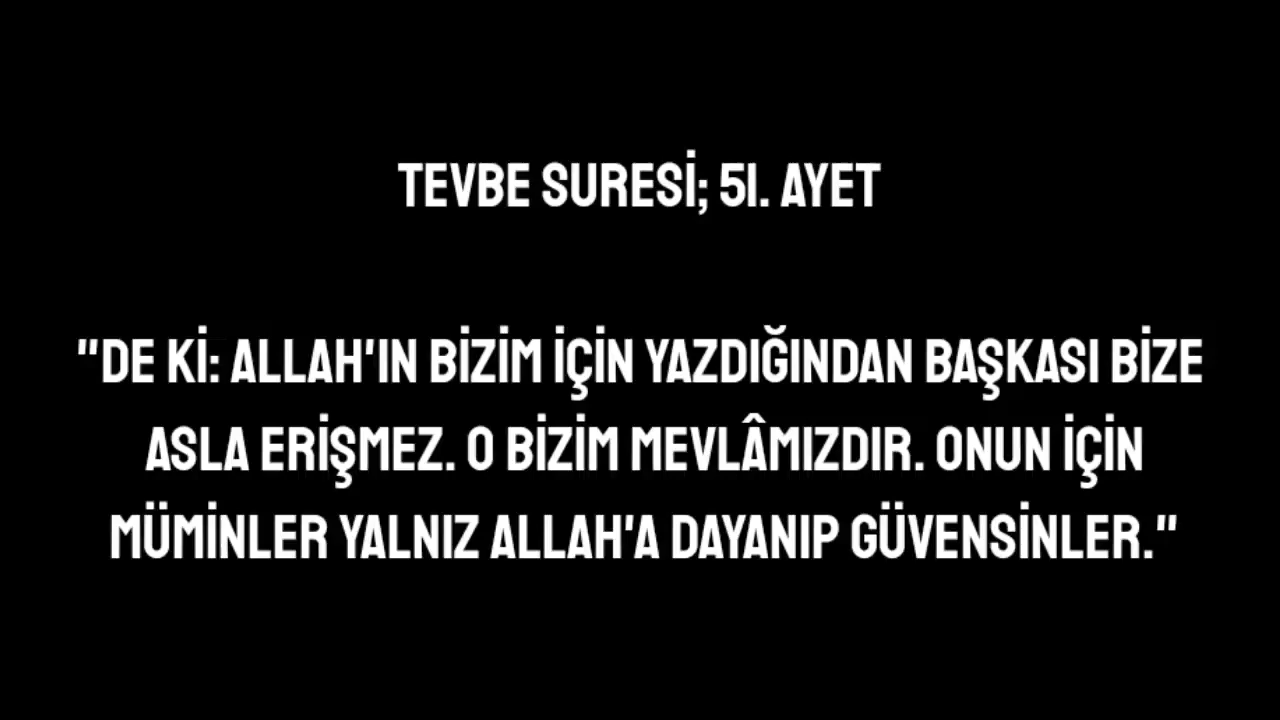 TEVBE SURESİ; 51. AYET
"DE Kİ: ALLAH'IN BİZİM İÇİN YAZDIĞINDAN BAŞKASI BİZE
ASLA ERİŞMEZ. O BİZİM MEVLÂMIZDIR. ONUN İÇİN
MÜMİNLER YALNIZ ALLAH'A DAYANIP GÜVENSİNLER."